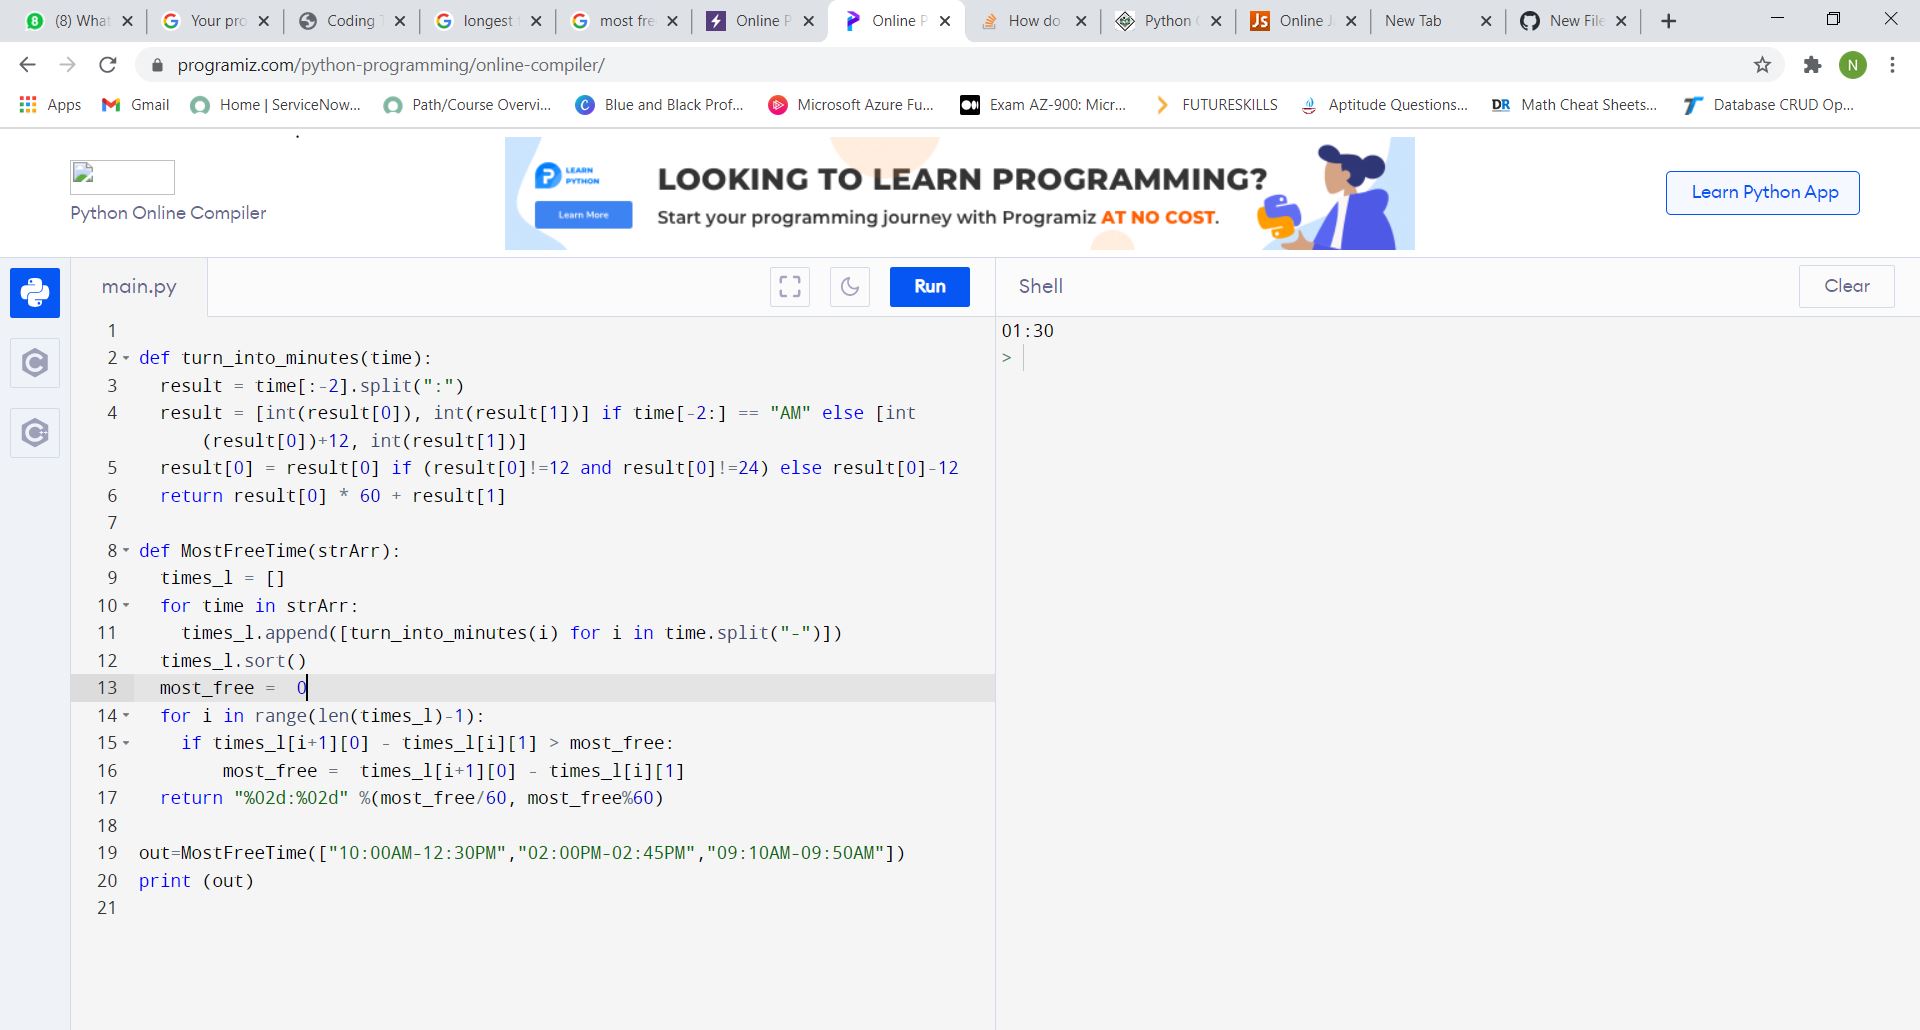 (8) What
Your pro
Coding T
longest
most fre
Online P
Online P
How do
Python
Online J
New Tab
New File
programiz.com/python-programming/online-compiler/
N
Apps
Gmail
Home | ServiceNow...
Path/Course Overvi...
Blue and Black Prof...
Microsoft Azure Fu...
Exam AZ-900: Micr...
FUTURESKILLS
Aptitude Questions...
DR Math Cheat Sheets...
Database CRUD Op...
Python Online Compiler
LEARN PYTHON
Learn More
LOOKING TO LEARN PROGRAMMING?
Start your programming journey with Programiz AT NO COST.
Learn Python App
main.py
Run
Shell
Clear
1
2 def turn_into_minutes(time):
3 result = time[:-2].split(":")
4 result = [int(result[0]), int(result[1])] if time[-2:] == "AM" else [int
(result[0])+12, int(result[1])]
5 result[0] = result[0] if (result[0]!=12 and result[0]!=24) else result[0]-12
6 return result[0] * 60 + result[1]
7
8 def MostFreeTime(strArr):
9 times_l = []
10 for time in strArr:
11 times_l.append([turn_into_minutes(i) for i in time.split("-")])
12 times_l.sort()
13 most_free =  0
14 for i in range(len(times_l)-1):
15 if times_l[i+1][0] - times_l[i][1] > most_free:
16 most_free =  times_l[i+1][0] - times_l[i][1]
17 return "%02d:%02d" %(most_free/60, most_free%60)
18
19 out=MostFreeTime(["10:00AM-12:30PM","02:00PM-02:45PM","09:10AM-09:50AM"])
20 print (out)
21
01:30
>